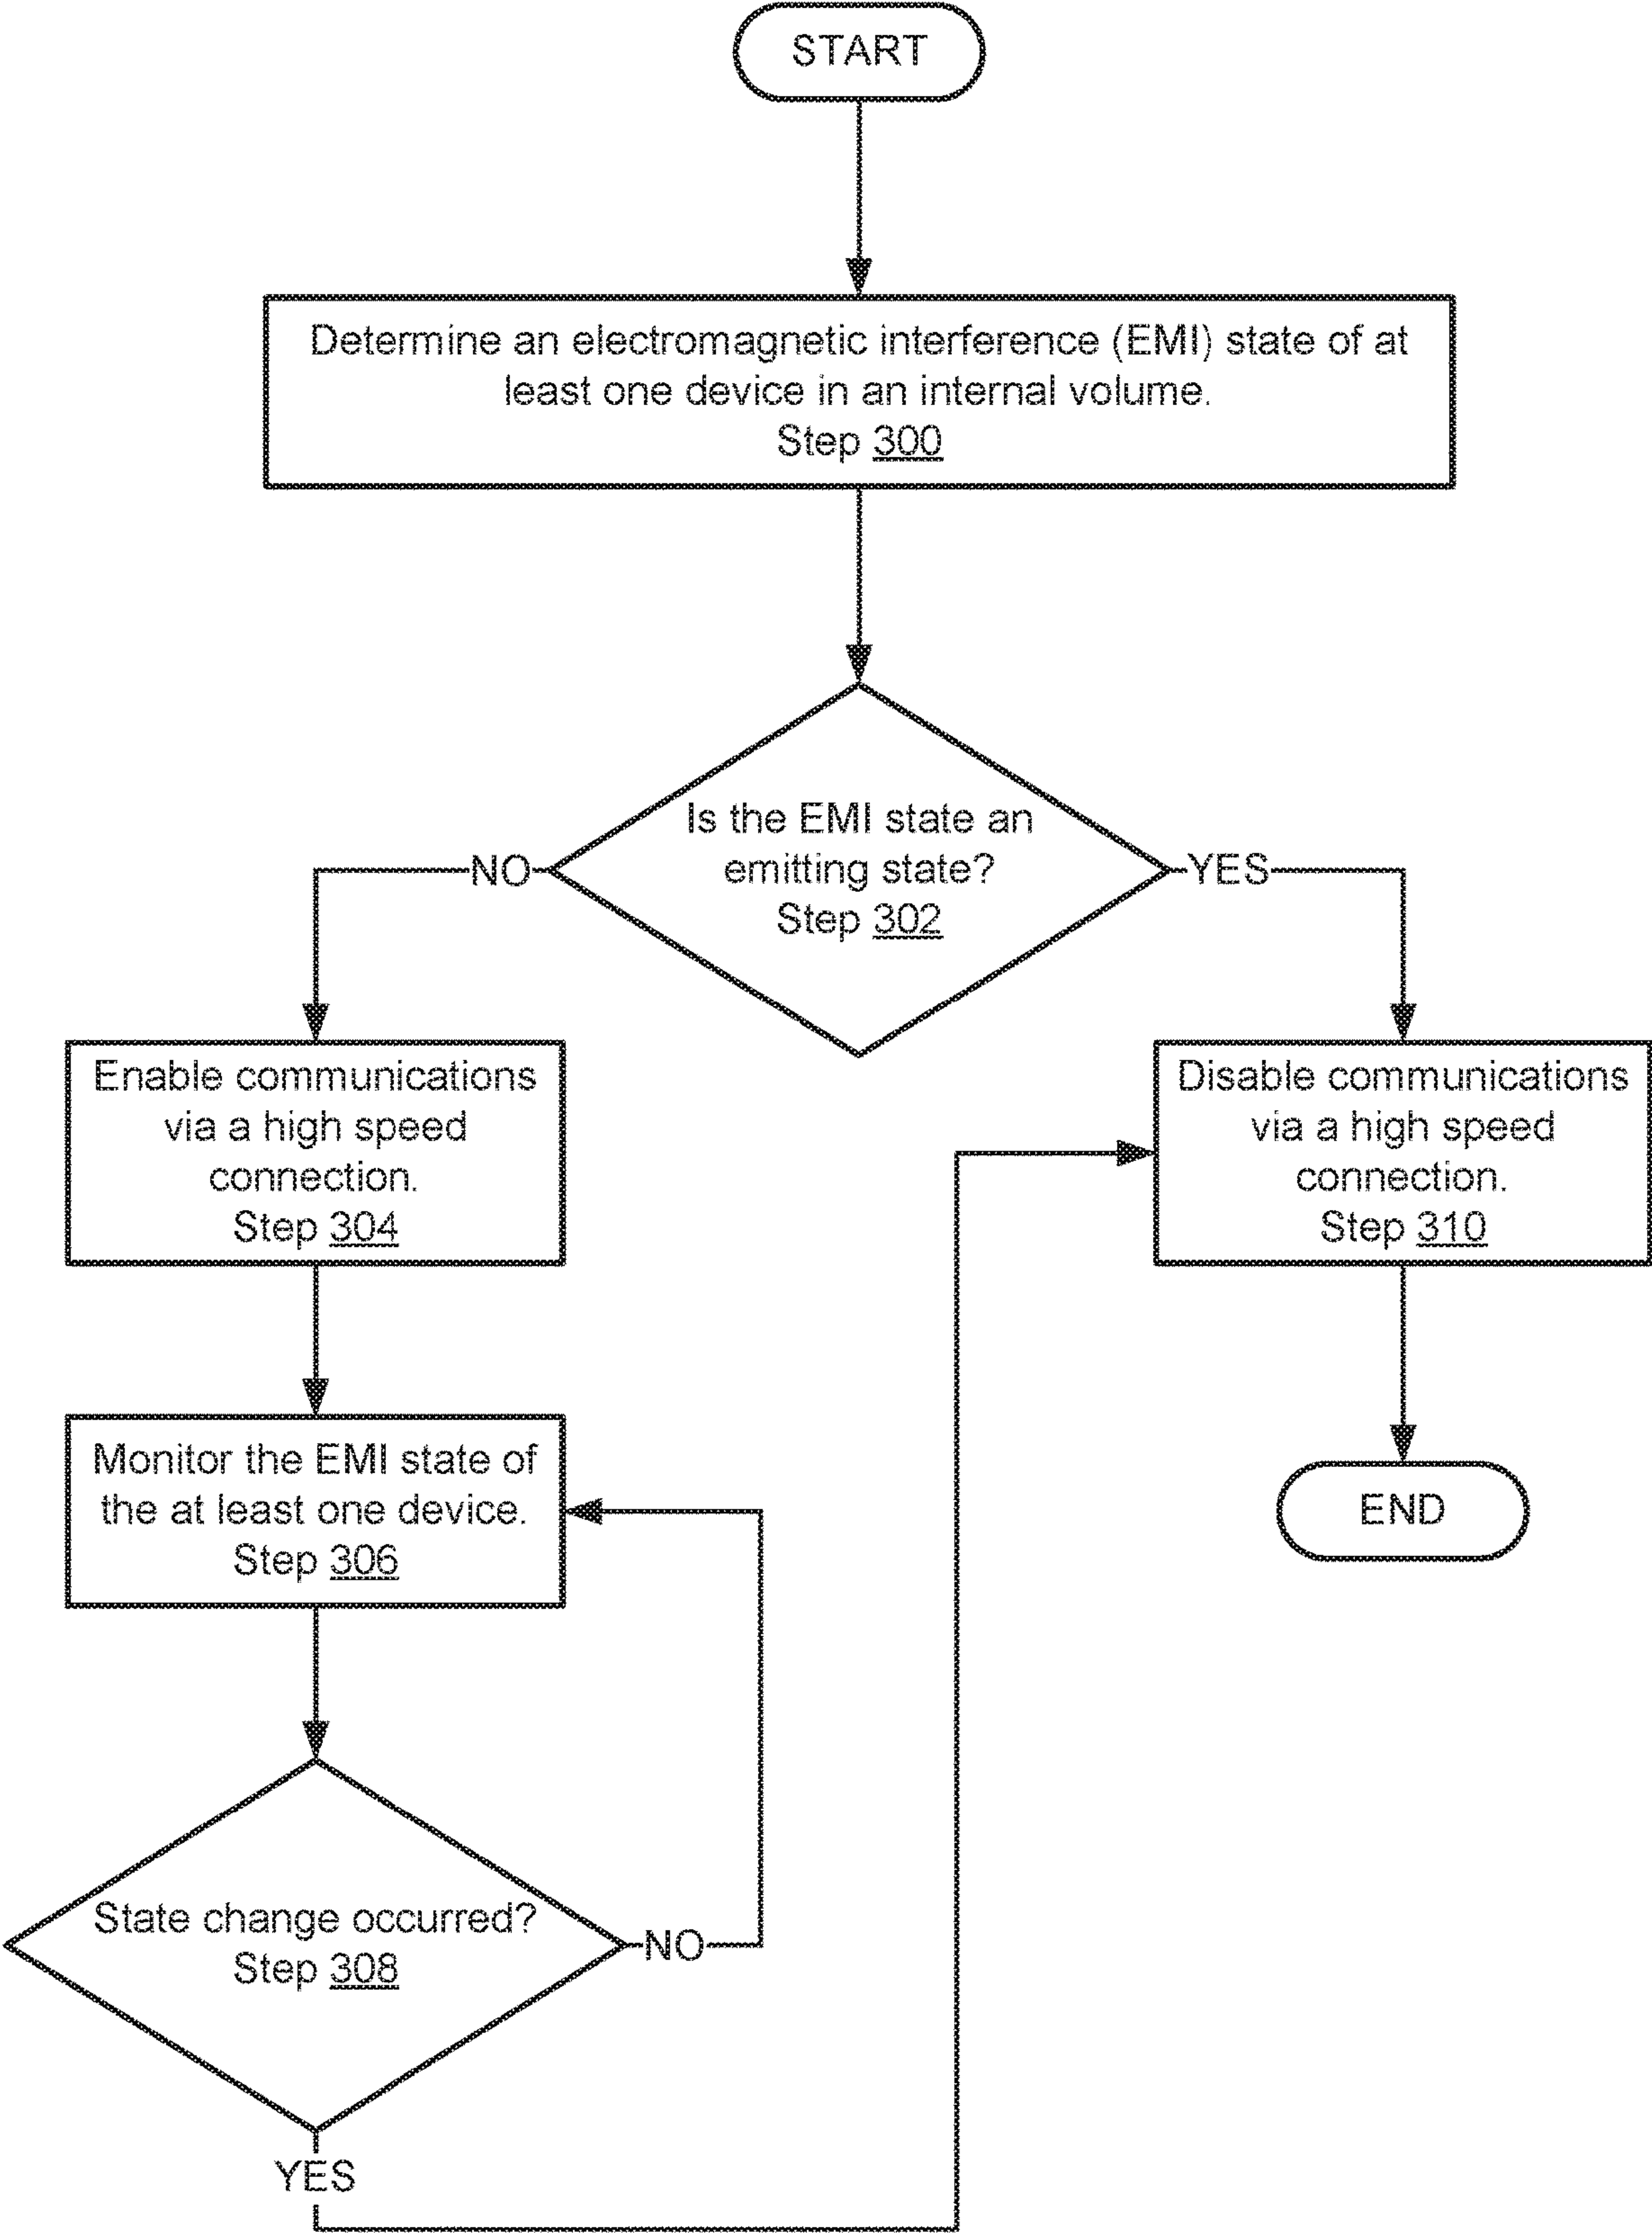 START
Determine an electromagnetic interference (EMI) state of at
least one device in an internal volume.
Step 300
Is the EMI state an
emitting state?
Step 302
NO
YES
Enable communications
via a high speed
connection.
Step 304
Disable communications
via a high speed
connection.
Step 310
Monitor the EMI state of
the at least one device.
Step 306
END
State change occurred?
Step 308
NO
YES